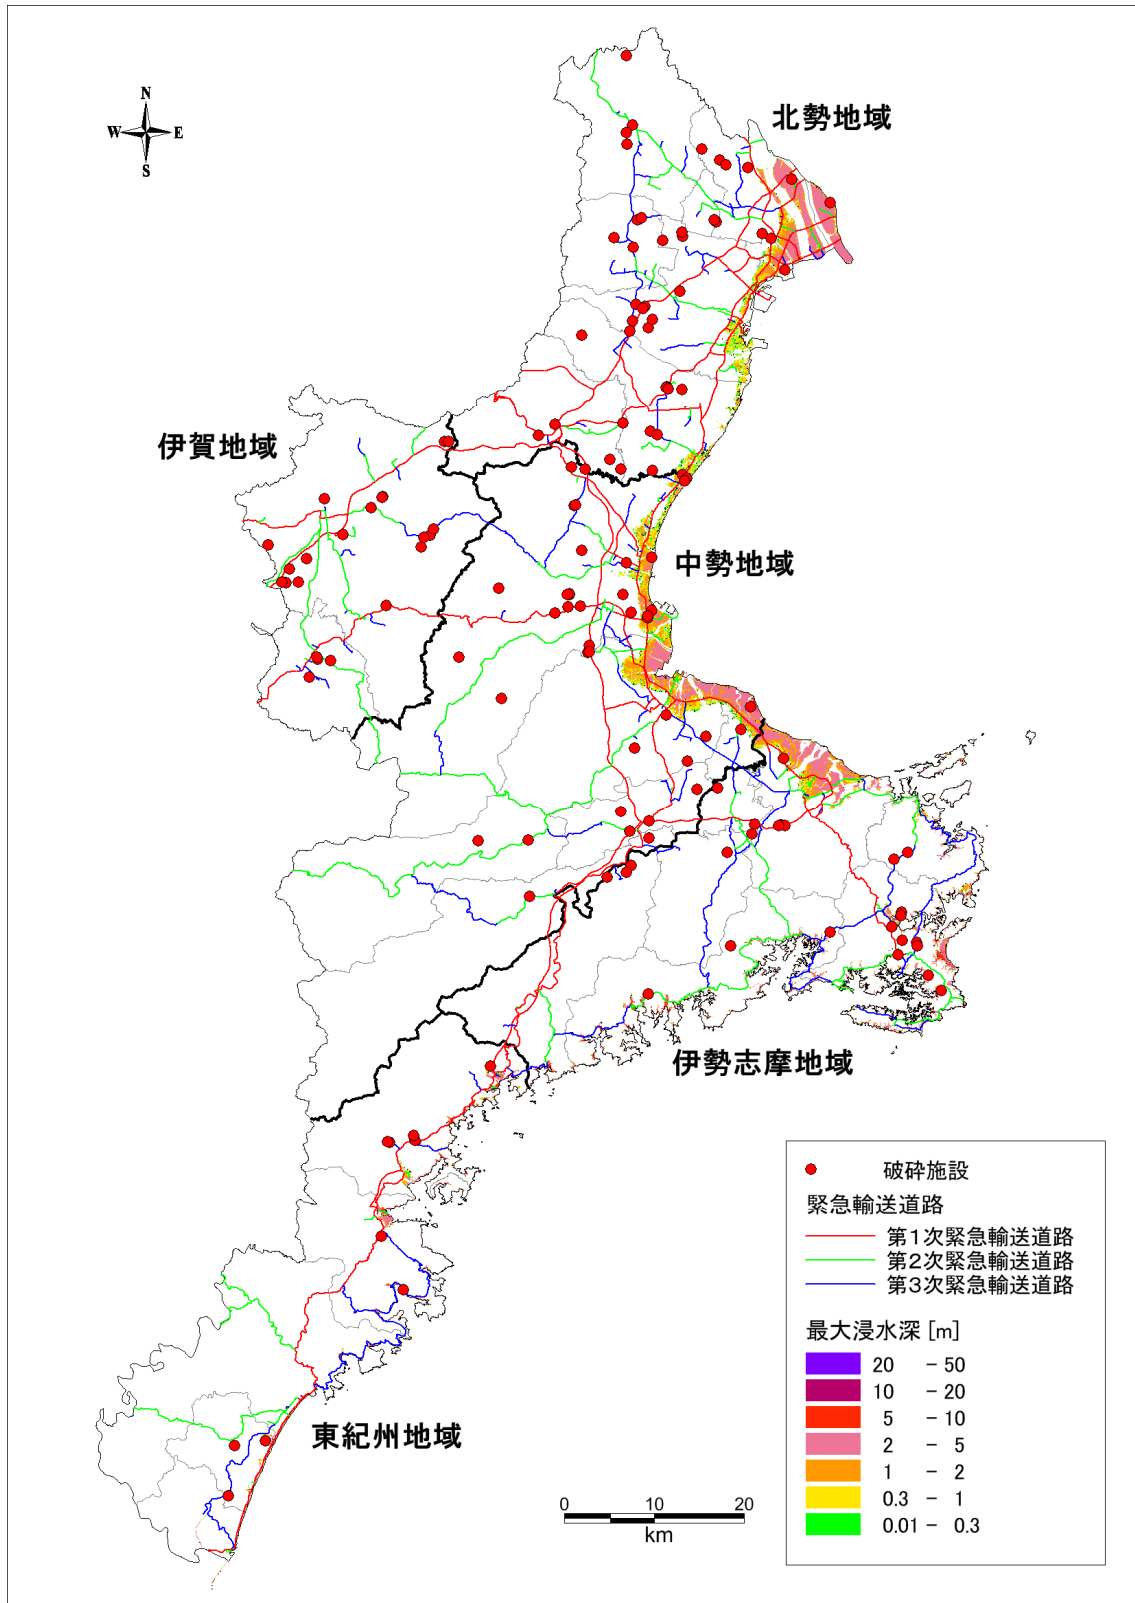 N
W E
S
北勢地域
伊賀地域
中勢地域
伊勢志摩地域
東紀州地域
破砕施設
緊急輸送道路
第1次緊急輸送道路
第2次緊急輸送道路
第3次緊急輸送道路
最大浸水深 [m]
20 - 50
10 - 20
5 - 10
2 - 5
1 - 2
0.3 - 1
0.01 - 0.3
0 10 20
km